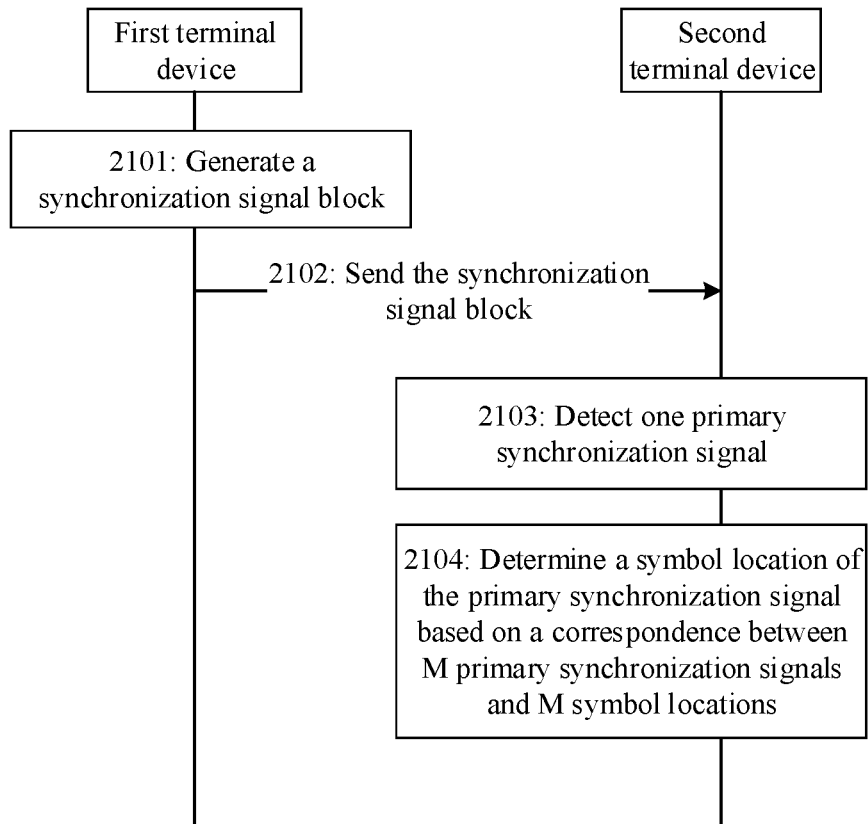 First terminal
device
Second
terminal device
2101: Generate a
synchronization signal block
2102: Send the synchronization
signal block
2103: Detect one primary
synchronization signal
2104: Determine a symbol location of
the primary synchronization signal
based on a correspondence between
M primary synchronization signals
and M symbol locations